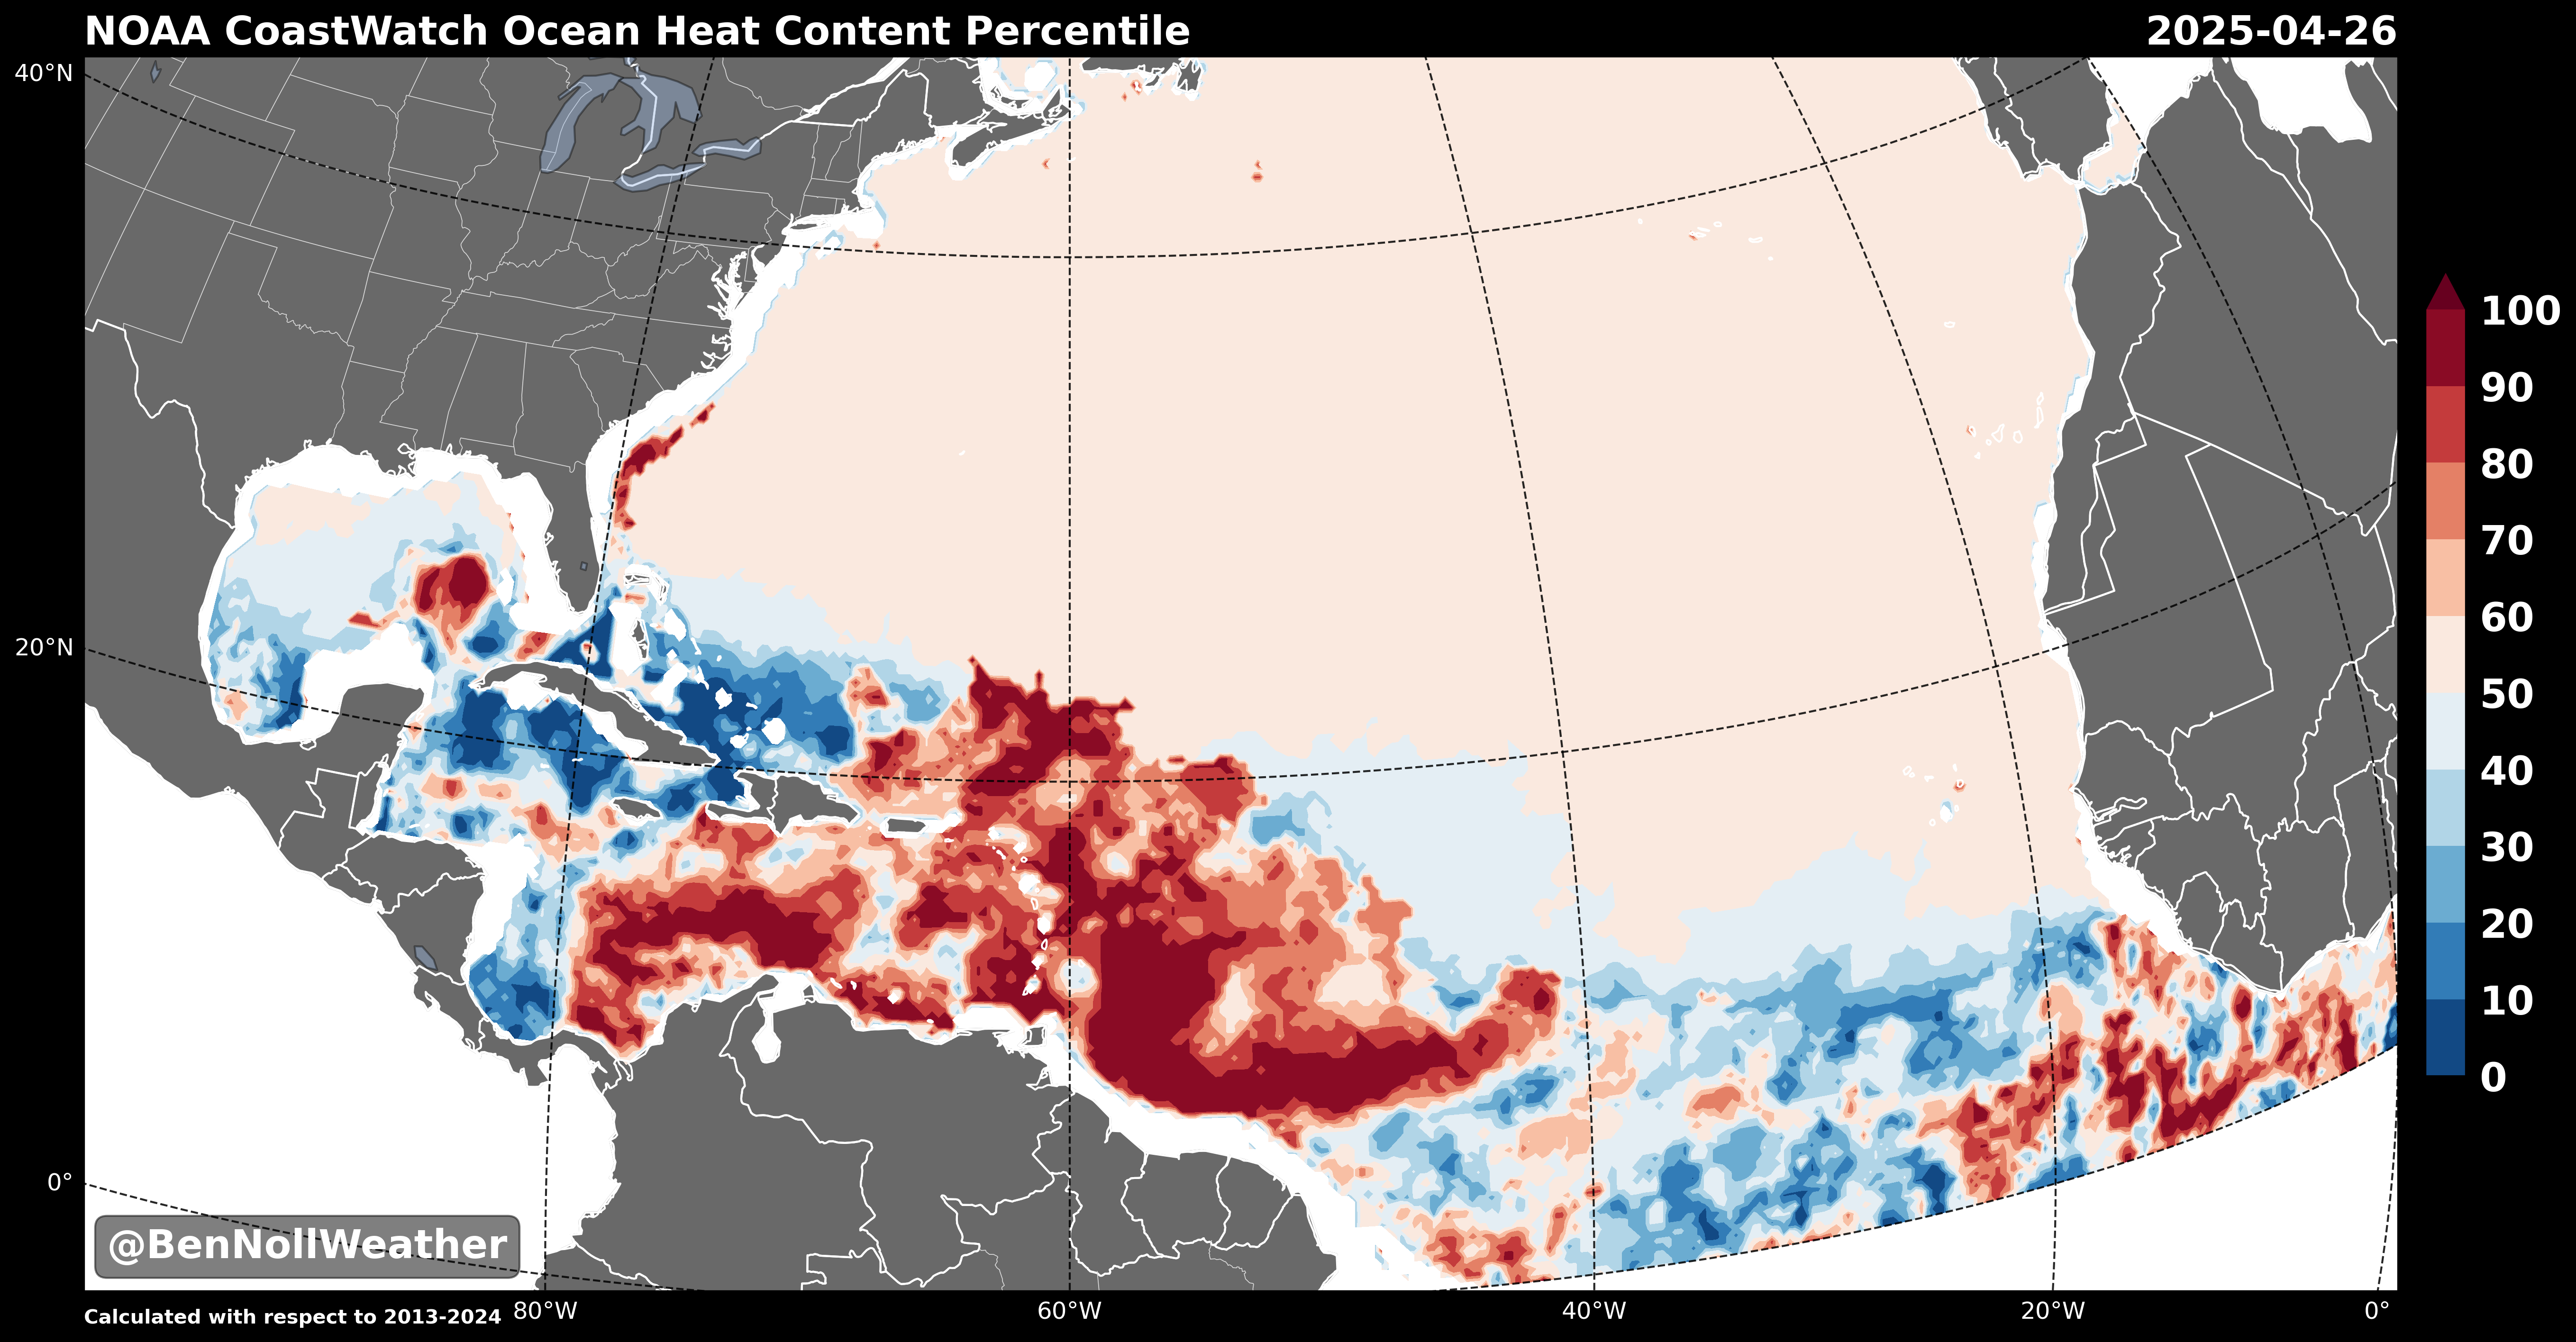 NOAA CoastWatch Ocean Heat Content Percentile
2025-04-26
40°N
20°N
0°
100
90
80
70
60
50
40
30
20
10
0
@BenNollWeather
Calculated with respect to 2013-2024
80°W
60°W
40°W
20°W
0°